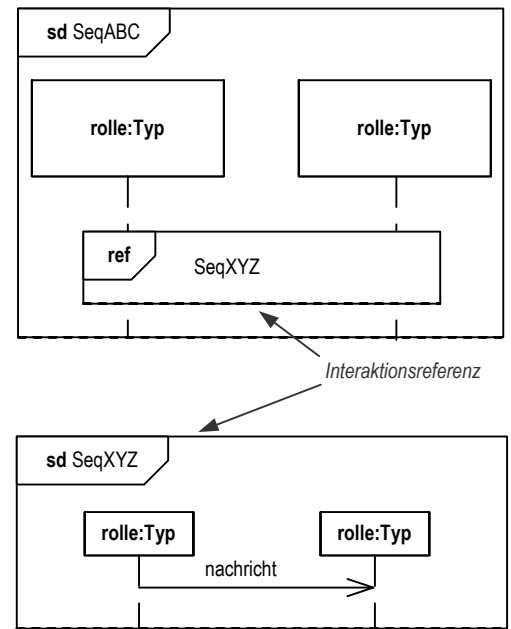 sd SeqABC
rolle:Typ
rolle:Typ
ref
SeqXYZ
Interaktionsreferenz
sd SeqXYZ
rolle:Typ
rolle:Typ
nachricht